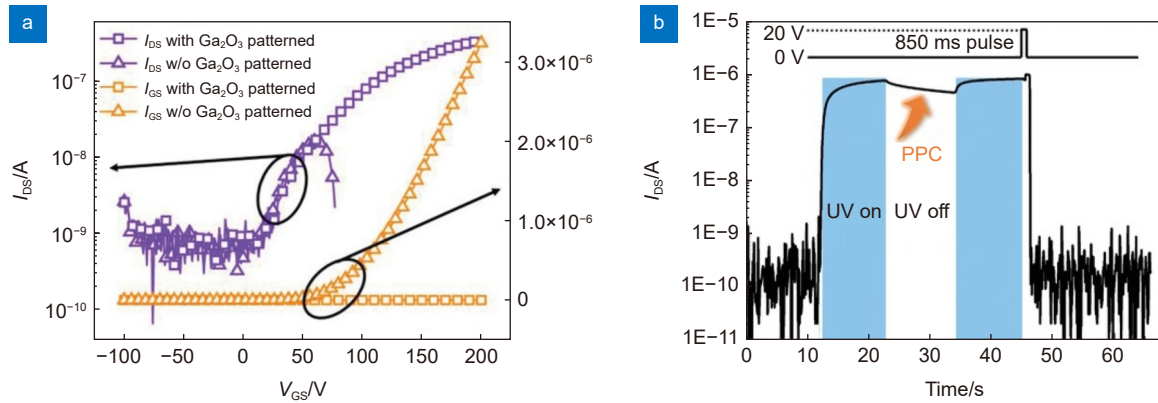 a
I_DS with Ga₂O₃ patterned
I_DS w/o Ga₂O₃ patterned
I_GS with Ga₂O₃ patterned
I_GS w/o Ga₂O₃ patterned
10⁻⁷
10⁻⁸
10⁻⁹
10⁻¹⁰
I_DS/A
3.0×10⁻⁶
2.0×10⁻⁶
1.0×10⁻⁶
0
−100
−50
0
50
100
150
200
V_GS/V
b
1E−5
1E−6
1E−7
1E−8
1E−9
1E−10
1E−11
I_DS/A
20 V
0 V
850 ms pulse
PPC
UV on
UV off
0
10
20
30
40
50
60
Time/s